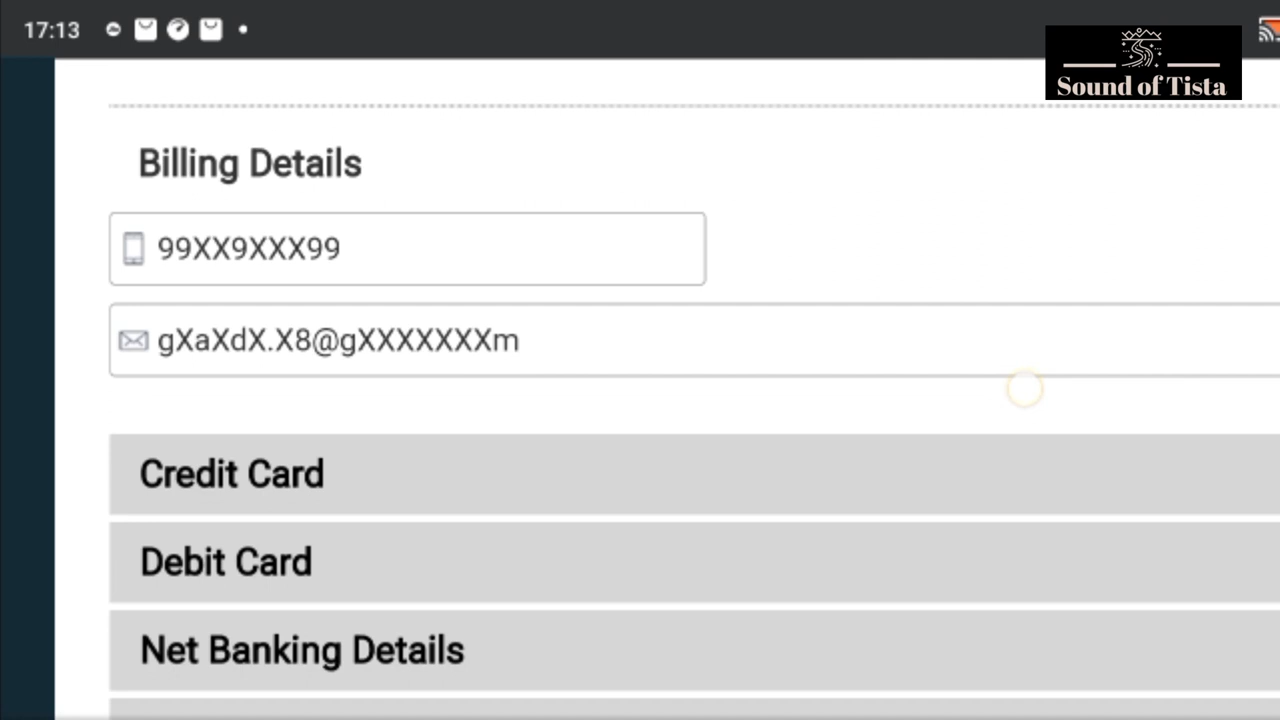 17:13
Sound of Tista
Billing Details
99XX9XXX99
gXaXdX.X8@gXXXXXXXm
Credit Card
Debit Card
Net Banking Details